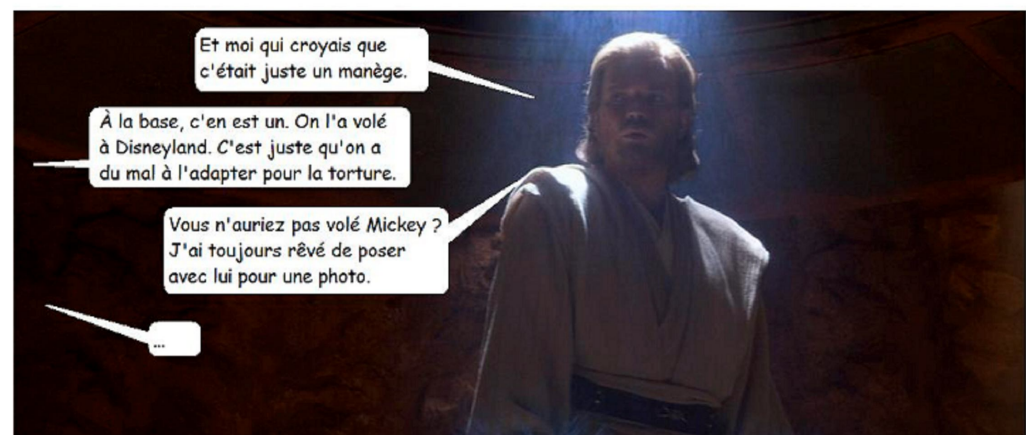 Et moi qui croyais que
c'était juste un manège.
À la base, c'en est un. On l'a volé
à Disneyland. C'est juste qu'on a
du mal à l'adapter pour la torture.
Vous n'auriez pas volé Mickey ?
J'ai toujours rêvé de poser
avec lui pour une photo.
...